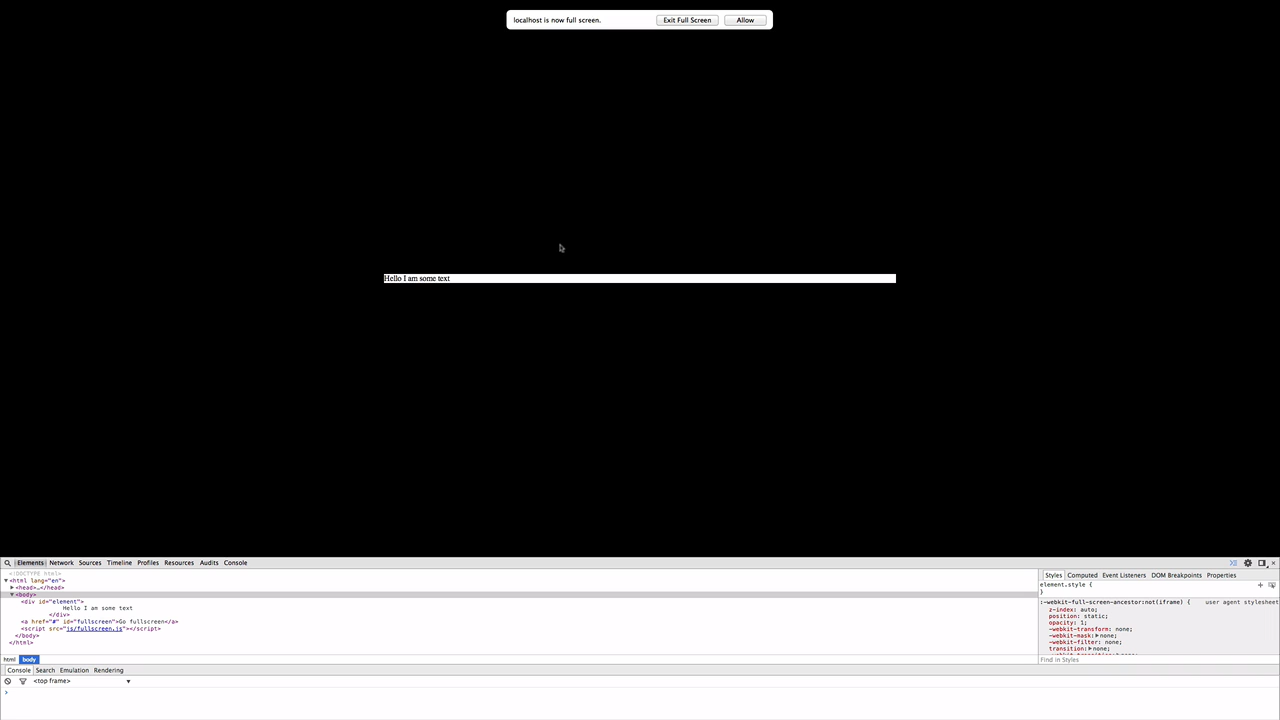 localhost is now full screen. Exit Full Screen Allow
Hello I am some text
Elements Network Sources Timeline Profiles Resources Audits Console
<!DOCTYPE html>
<html lang="en">
<head>…</head>
<body>
<div id="element">
Hello I am some text
</div>
<a href="#" id="fullscreen">Go fullscreen</a>
<script src="js/fullscreen.js"></script>
</body>
</html>
html body
Styles Computed Event Listeners DOM Breakpoints Properties
element.style {
}
:-webkit-full-screen-ancestor:not(iframe) { user agent stylesheet
z-index: auto;
position: static;
opacity: 1;
-webkit-transform: none;
-webkit-mask: none;
-webkit-filter: none;
transition: none;
Find in Styles
Console Search Emulation Rendering
<top frame>